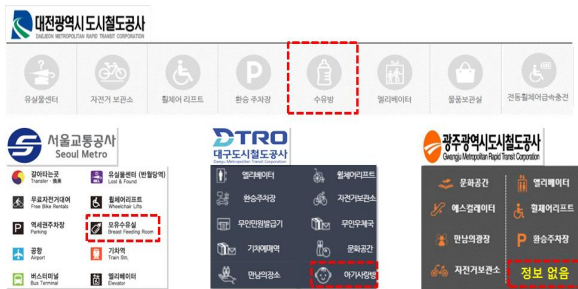 대전광역시 도시철도공사
DAEJEON METROPOLITAN RAPID TRANSIT CORPORATION
유실물센터 자전거 보관소 휠체어 리프트 환승 주차장 수유방 엘리베이터 물품보관실 전동휠체어급속충전
서울교통공사
Seoul Metro
갈아타는곳
Transfer · 換乘
유실물센터 (반월당역)
Lost & Found
무료자전거대여
Free Bike Rentals
휠체어리프트
Wheelchair Lifts
역세권주차장
Parking
모유수유실
Breast Feeding Room
공항
Airport
기차역
Train Stn.
버스터미널
Bus Terminal
엘리베이터
Elevator
DTRO
대구도시철도공사
Daegu Metropolitan Transit Corporation
엘리베이터 휠체어리프트
환승주차장 자전거보관소
무인민원발급기 무인우체국
기차예매역 문화공간
만남의장소 아기사랑방
광주광역시도시철도공사
Gwangju Metropolitan Rapid Transit Corporation
문화공간 엘리베이터
에스컬레이터 휠체어리프트
만남의광장 P 환승주차장
자전거보관소 정보 없음